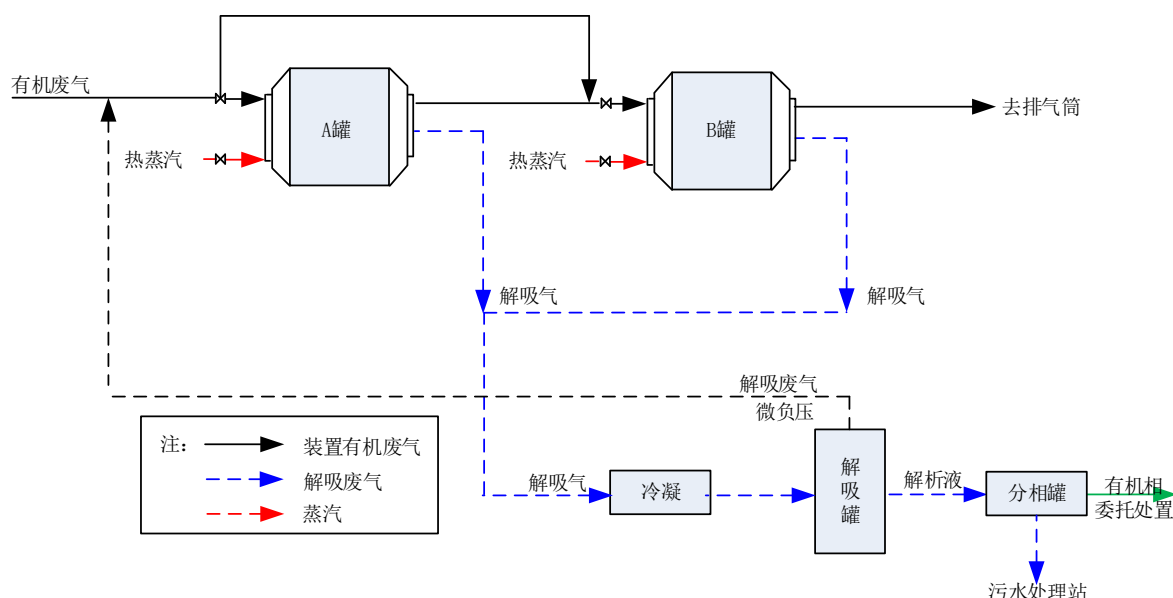 有机废气
A罐
B罐
去排气筒
热蒸汽
热蒸汽
解吸气
解吸气
解吸废气
微负压
注:
装置有机废气
解吸废气
蒸汽
解吸气
冷凝
解吸罐
解析液
分相罐
有机相
委托处置
污水处理站